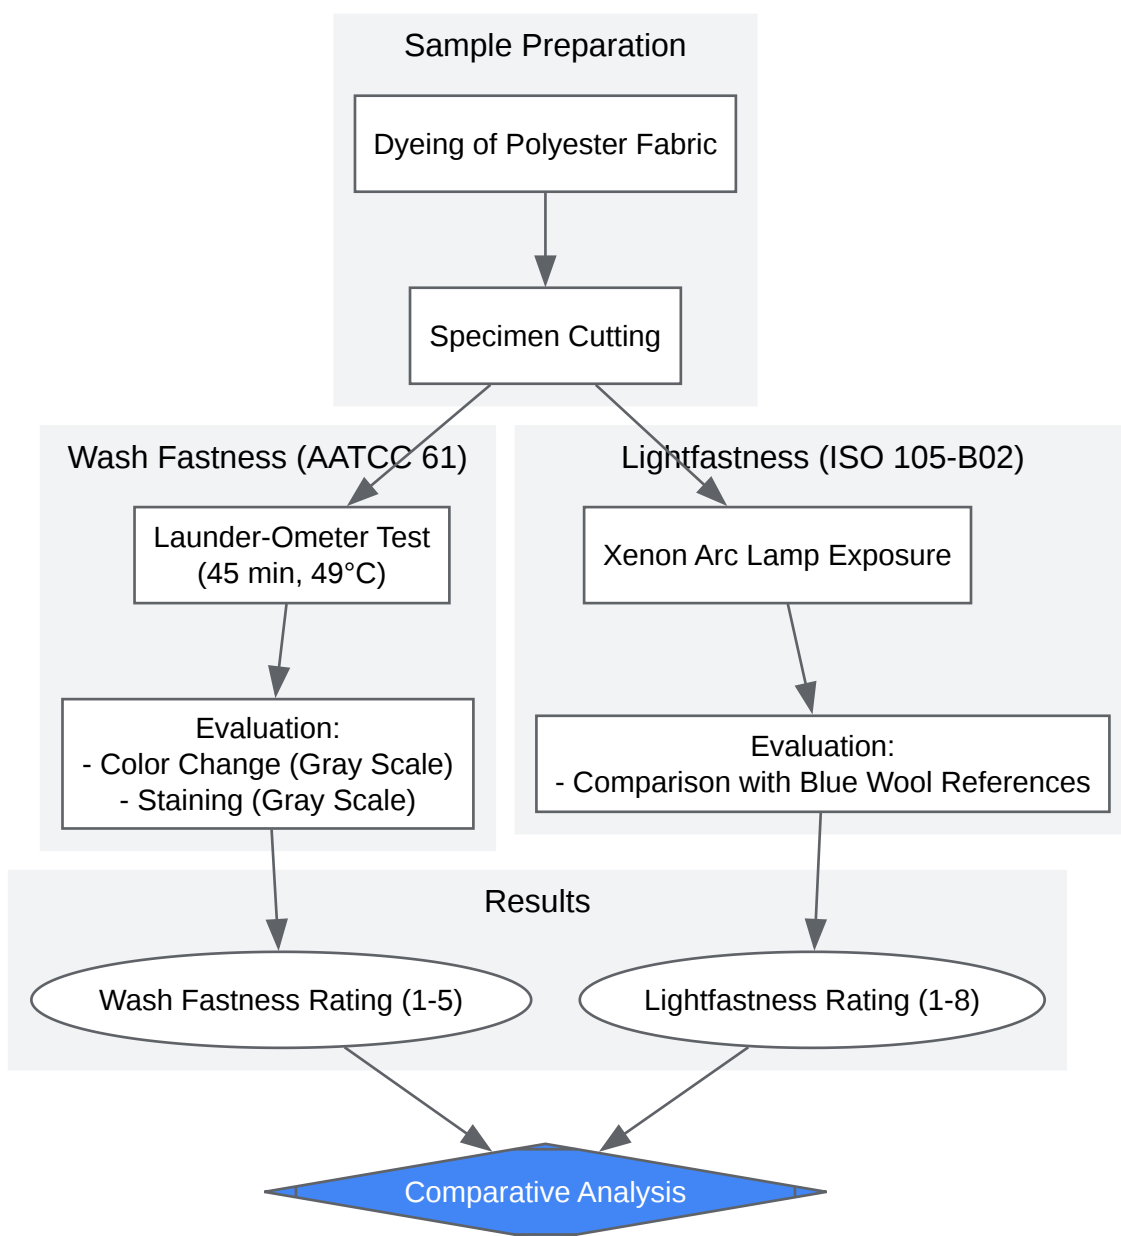 Sample Preparation
Dyeing of Polyester Fabric
Specimen Cutting
Wash Fastness (AATCC 61)
Launder-Ometer Test
(45 min, 49°C)
Evaluation:
- Color Change (Gray Scale)
- Staining (Gray Scale)
Lightfastness (ISO 105-B02)
Xenon Arc Lamp Exposure
Evaluation:
- Comparison with Blue Wool References
Results
Wash Fastness Rating (1-5)
Lightfastness Rating (1-8)
Comparative Analysis